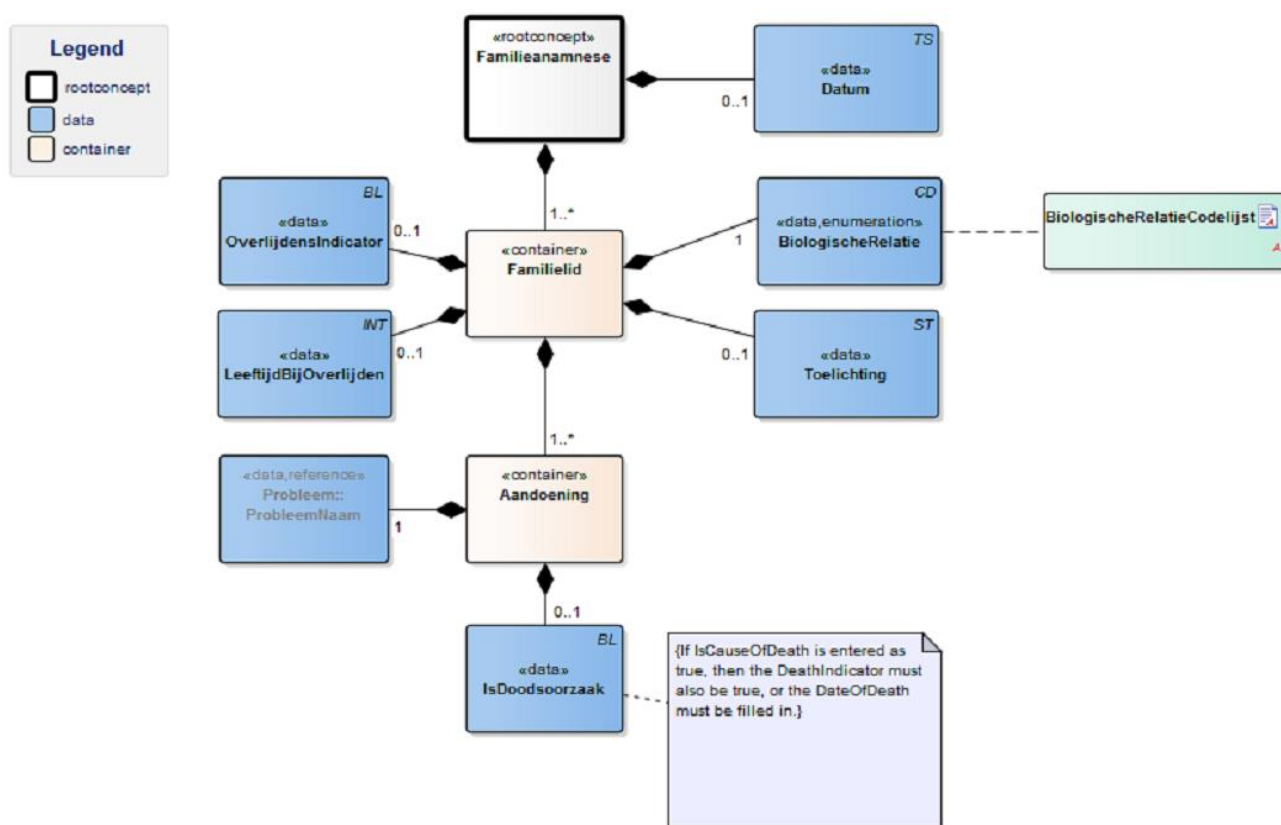 Legend
rootconcept
data
container
«rootconcept»
Familieanamnese
TS
«data»
Datum
0..1
1..*
BL
«data»
OverlijdensIndicator
0..1
«container»
Familielid
CD
«data,enumeration»
BiologischeRelatie
1
BiologischeRelatieCodelijst
A
INT
«data»
LeeftijdBijOverlijden
0..1
ST
«data»
Toelichting
0..1
1..*
«data,reference»
Probleem::
ProbleemNaam
1
«container»
Aandoening
0..1
BL
«data»
IsDoodsoorzaak
{If IsCauseOfDeath is entered as
true, then the DeathIndicator must
also be true, or the DateOfDeath
must be filled in.}